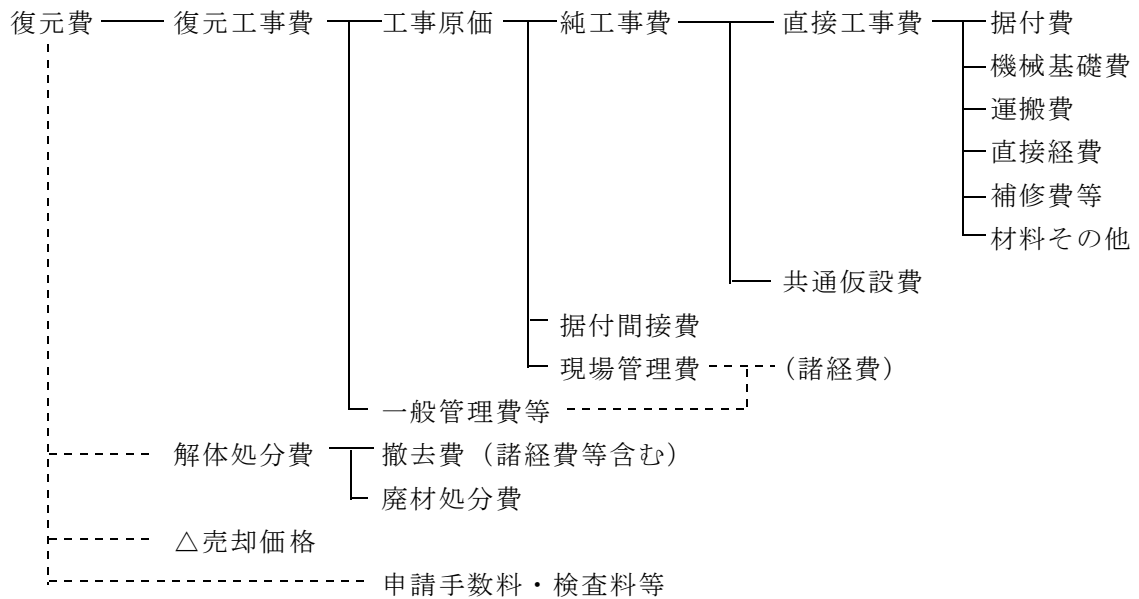 復元費 復元工事費 工事原価 純工事費 直接工事費 据付費
機械基礎費
運搬費
直接経費
補修費等
材料その他
共通仮設費
据付間接費
現場管理費 (諸経費)
一般管理費等
解体処分費 撤去費（諸経費等含む）
廃材処分費
△売却価格
申請手数料・検査料等